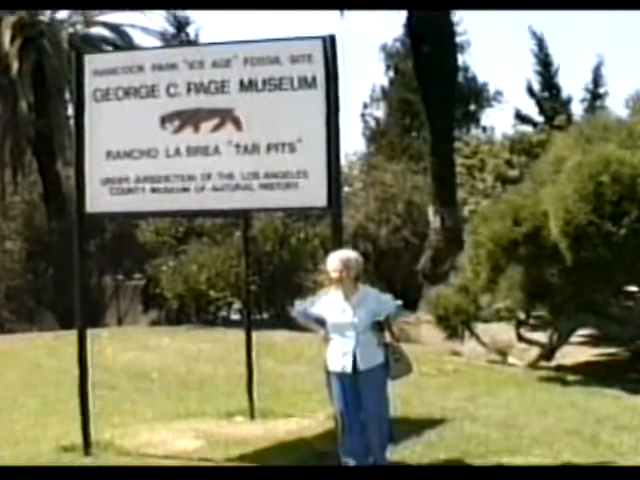 HANCOCK PARK "ICE AGE" FOSSIL SITE
GEORGE C. PAGE MUSEUM
RANCHO LA BREA "TAR PITS"
UNDER JURISDICTION OF THE LOS ANGELES
COUNTY MUSEUM OF NATURAL HISTORY